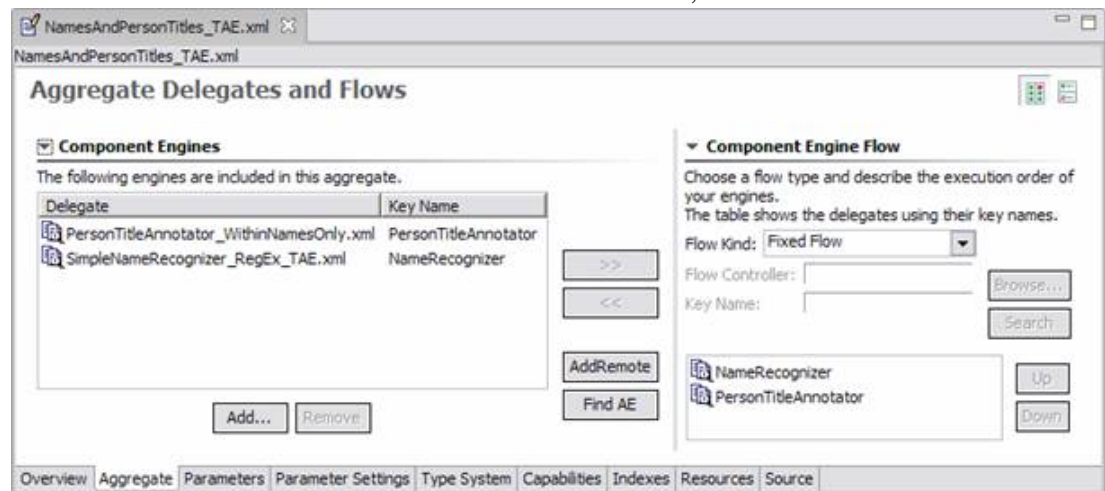 NamesAndPersonTitles_TAE.xml
NamesAndPersonTitles_TAE.xml
Aggregate Delegates and Flows
Component Engines
The following engines are included in this aggregate.
Delegate Key Name
PersonTitleAnnotator_WithinNamesOnly.xml PersonTitleAnnotator
SimpleNameRecognizer_RegEx_TAE.xml NameRecognizer
>>
<<
AddRemote
Find AE
Add... Remove
Component Engine Flow
Choose a flow type and describe the execution order of
your engines.
The table shows the delegates using their key names.
Flow Kind: Fixed Flow
Flow Controller:
Browse...
Key Name:
Search
NameRecognizer
PersonTitleAnnotator
Up
Down
Overview Aggregate Parameters Parameter Settings Type System Capabilities Indexes Resources Source